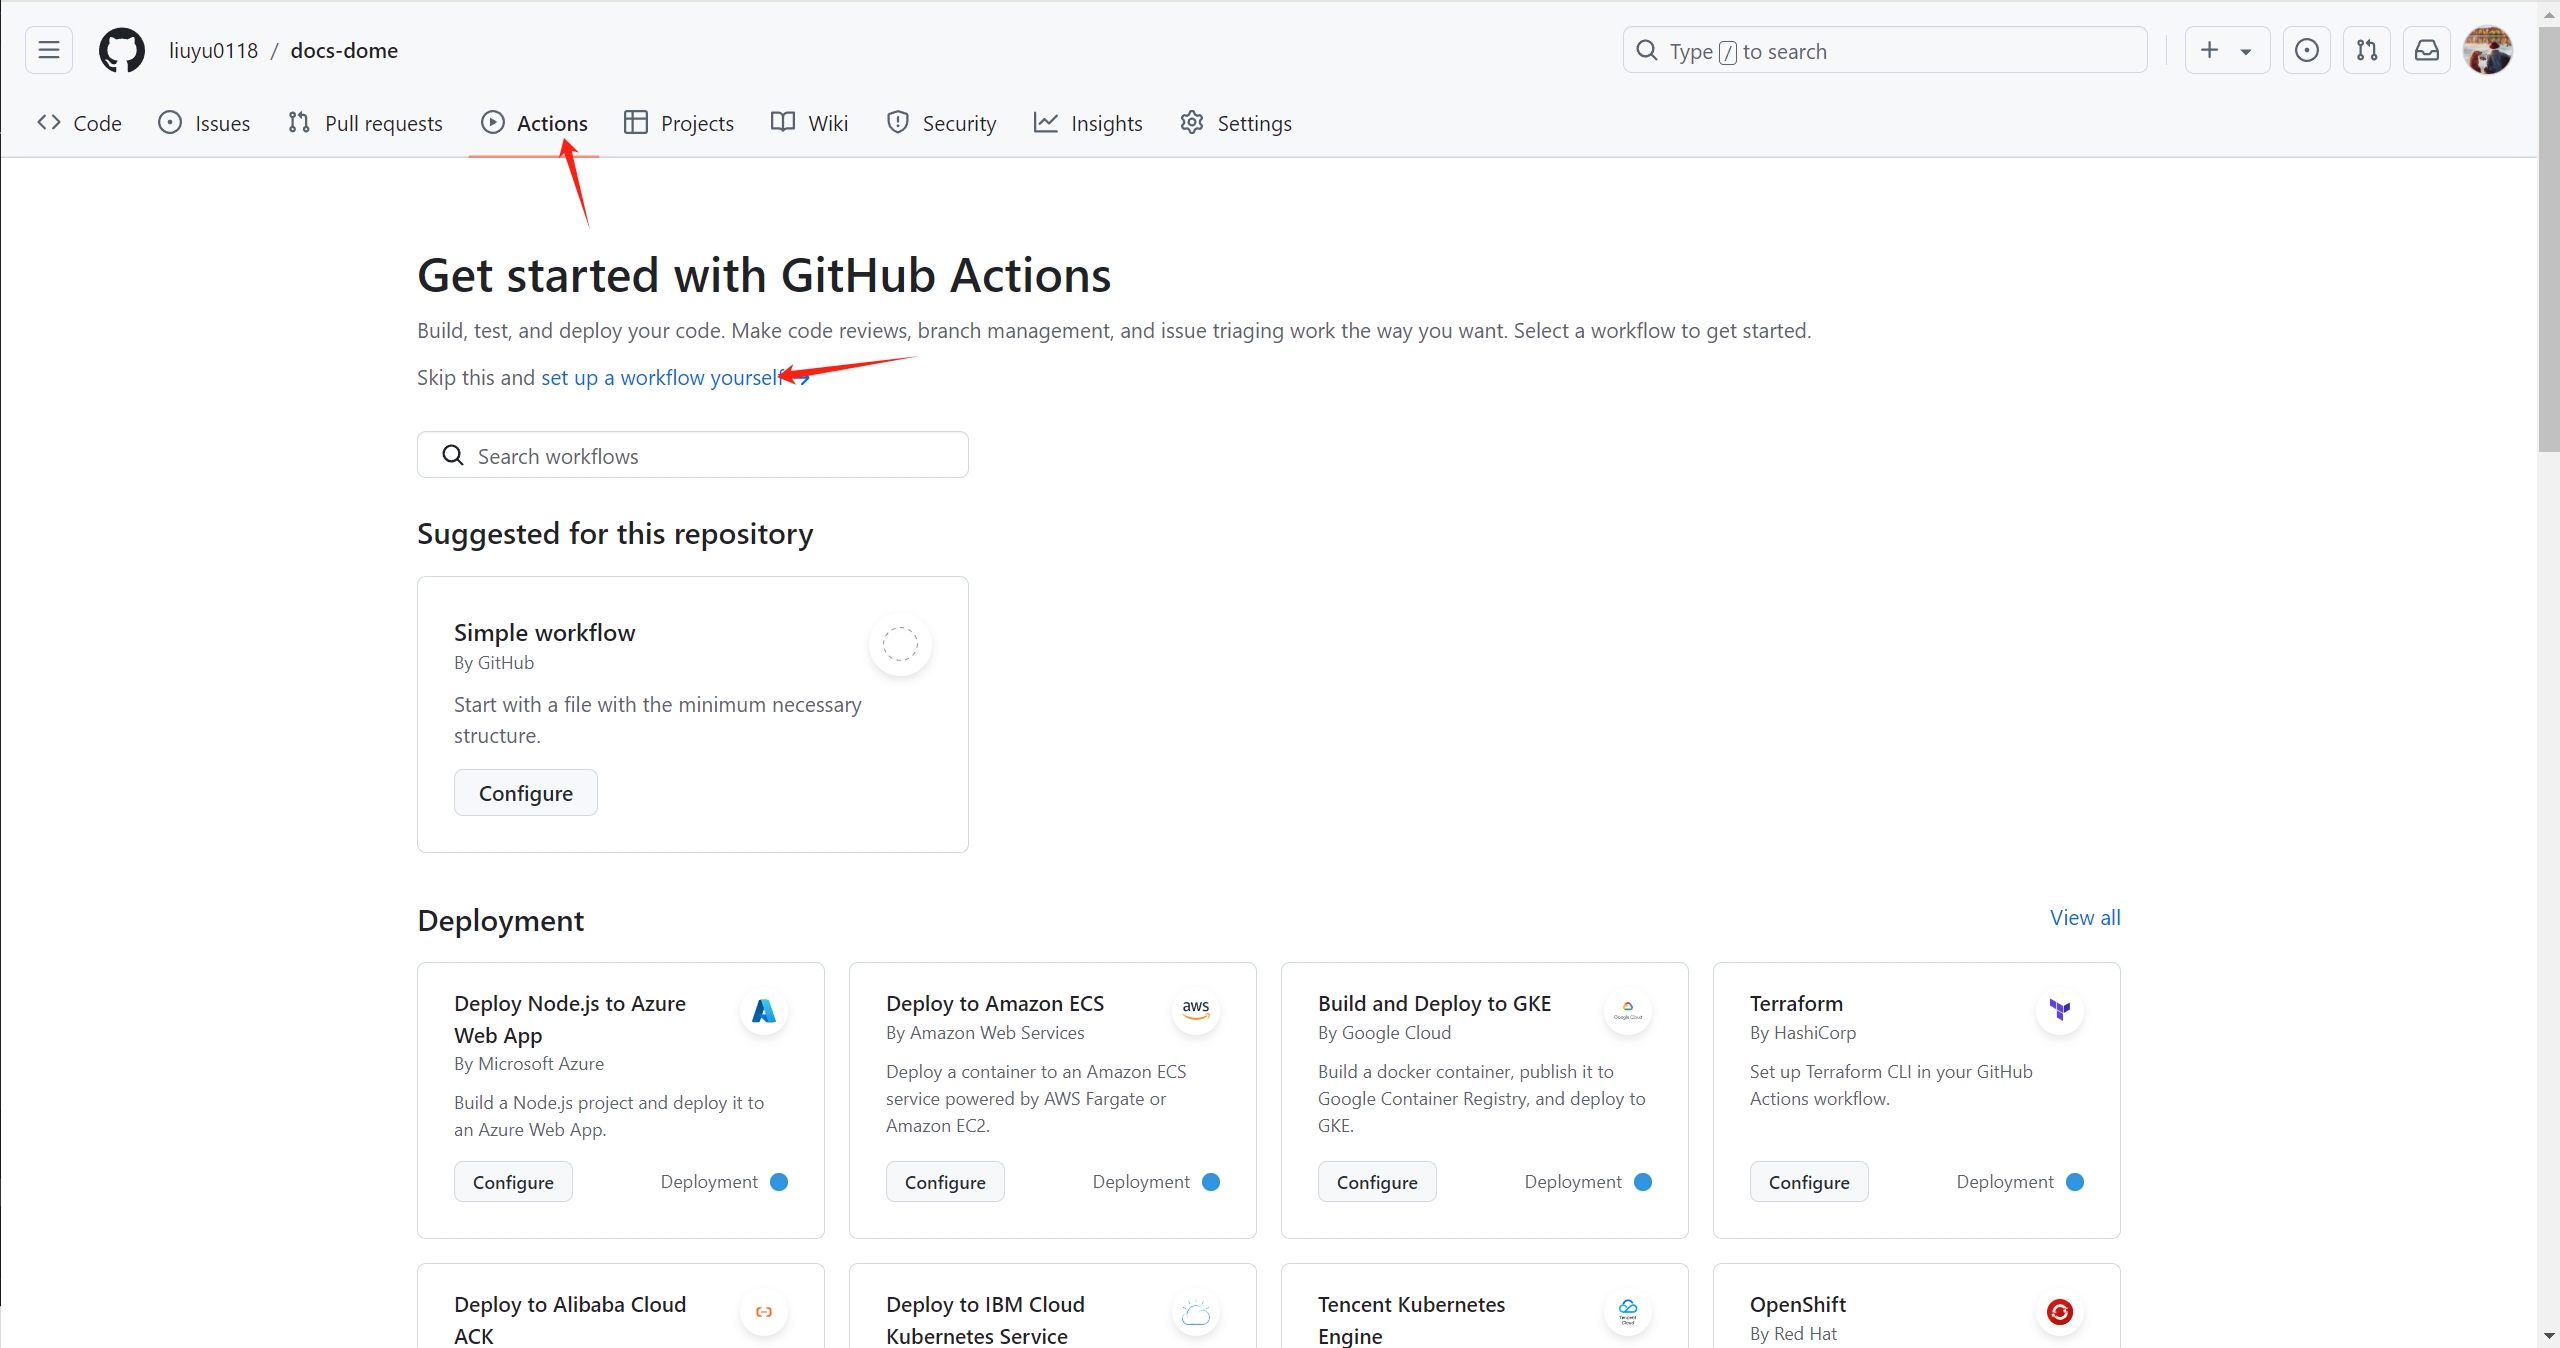 liuyu0118 / docs-dome
Type / to search
Code Issues Pull requests Actions Projects Wiki Security Insights Settings
Get started with GitHub Actions
Build, test, and deploy your code. Make code reviews, branch management, and issue triaging work the way you want. Select a workflow to get started.
Skip this and set up a workflow yourself →
Search workflows
Suggested for this repository
Simple workflow
By GitHub
Start with a file with the minimum necessary
structure.
Configure
Deployment
View all
Deploy Node.js to Azure
Web App
By Microsoft Azure
Build a Node.js project and deploy it to
an Azure Web App.
Configure
Deployment
Deploy to Amazon ECS
aws
By Amazon Web Services
Deploy a container to an Amazon ECS
service powered by AWS Fargate or
Amazon EC2.
Configure
Deployment
Build and Deploy to GKE
Google Cloud
By Google Cloud
Build a docker container, publish it to
Google Container Registry, and deploy to
GKE.
Configure
Deployment
Terraform
By HashiCorp
Set up Terraform CLI in your GitHub
Actions workflow.
Configure
Deployment
Deploy to Alibaba Cloud
ACK
Deploy to IBM Cloud
Kubernetes Service
Tencent Kubernetes
Engine
Tencent
Cloud
OpenShift
By Red Hat